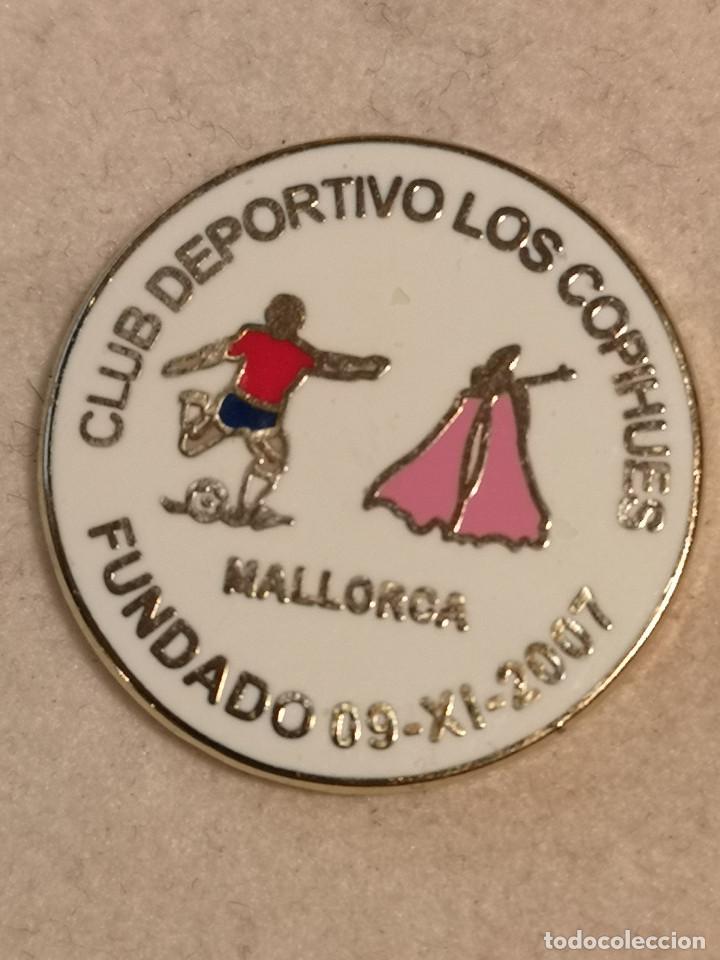 CLUB DEPORTIVO LOS COPIHUES
MALLORCA
FUNDADO 09-XI-2007
todocoleccion